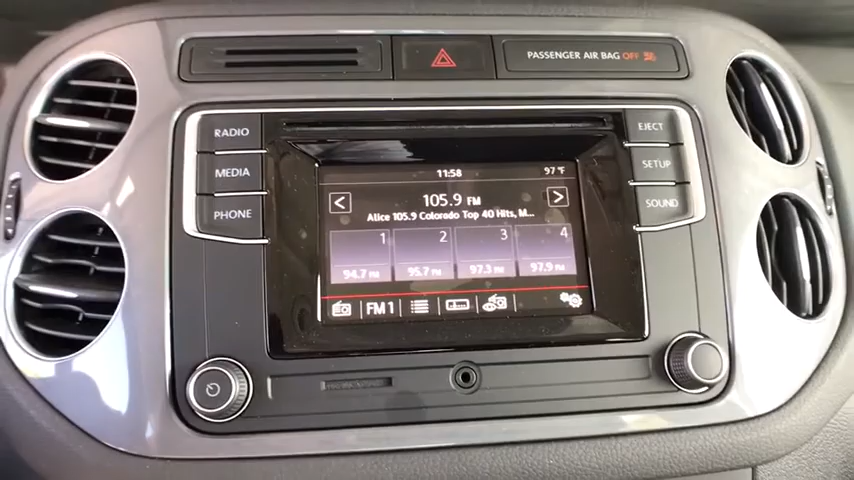 PASSENGER AIR BAG OFF
RADIO
MEDIA
PHONE
EJECT
SETUP
SOUND
11:58
97 °F
< 105.9 FM >
Alice 105.9 Colorado Top 40 Hits, M...
1 2 3 4
94.7 FM 95.7 FM 97.3 FM 97.9 FM
FM 1